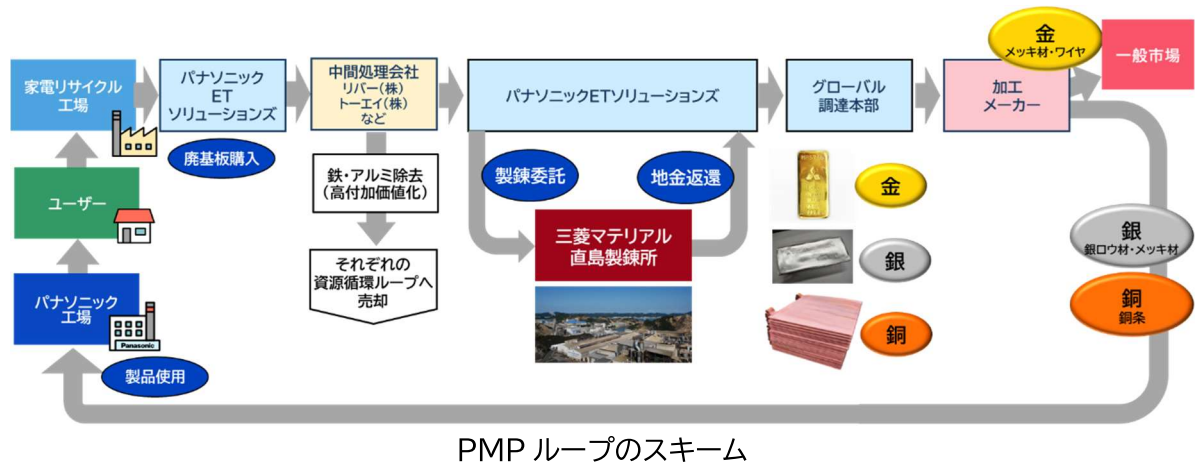 家電リサイクル
工場
パナソニック
ET
ソリューションズ
廃基板購入
中間処理会社
リバー(株)
トーエイ(株)
など
鉄・アルミ除去
(高付加価値化)
それぞれの
資源循環ループへ
売却
パナソニックETソリューションズ
製錬委託
地金返還
三菱マテリアル
直島製錬所
グローバル
調達本部
金
銀
銅
加工
メーカー
金
メッキ材・ワイヤ
一般市場
銀
銀ロウ材・メッキ材
銅
銅条
ユーザー
パナソニック
工場
Panasonic
製品使用
PMP ループのスキーム